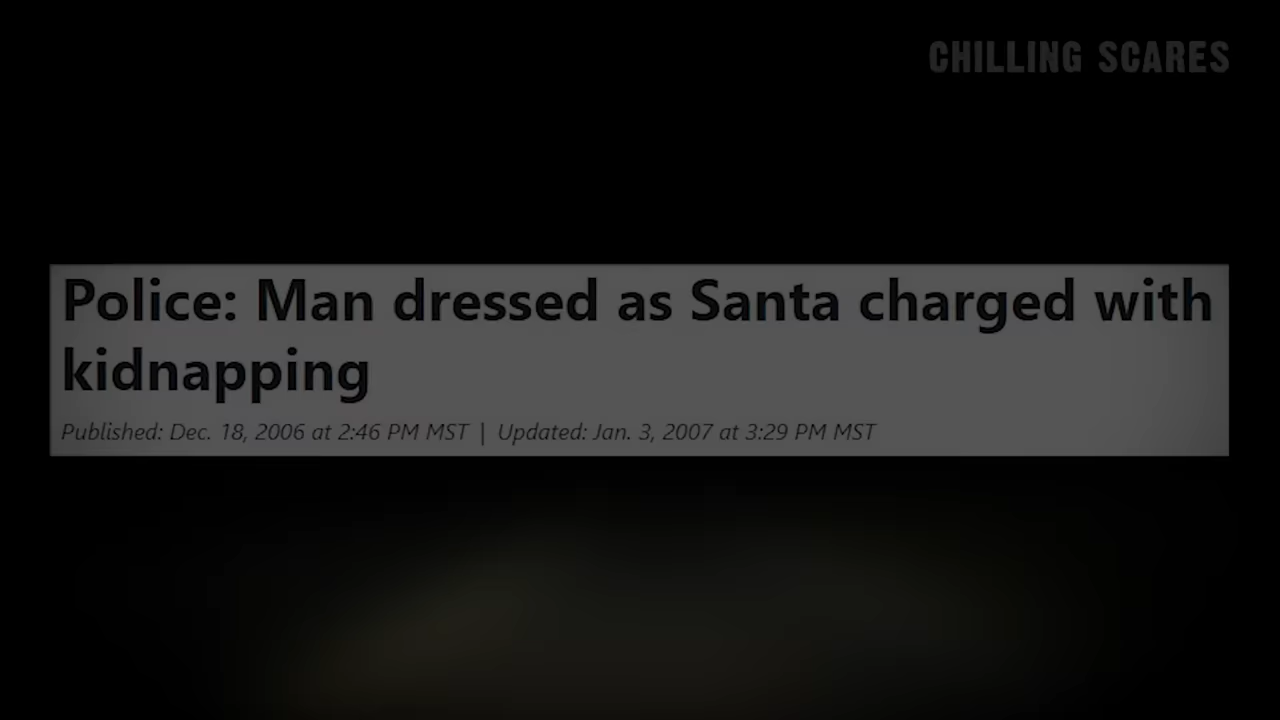 CHILLING SCARES
Police: Man dressed as Santa charged with
kidnapping
Published: Dec. 18, 2006 at 2:46 PM MST | Updated: Jan. 3, 2007 at 3:29 PM MST